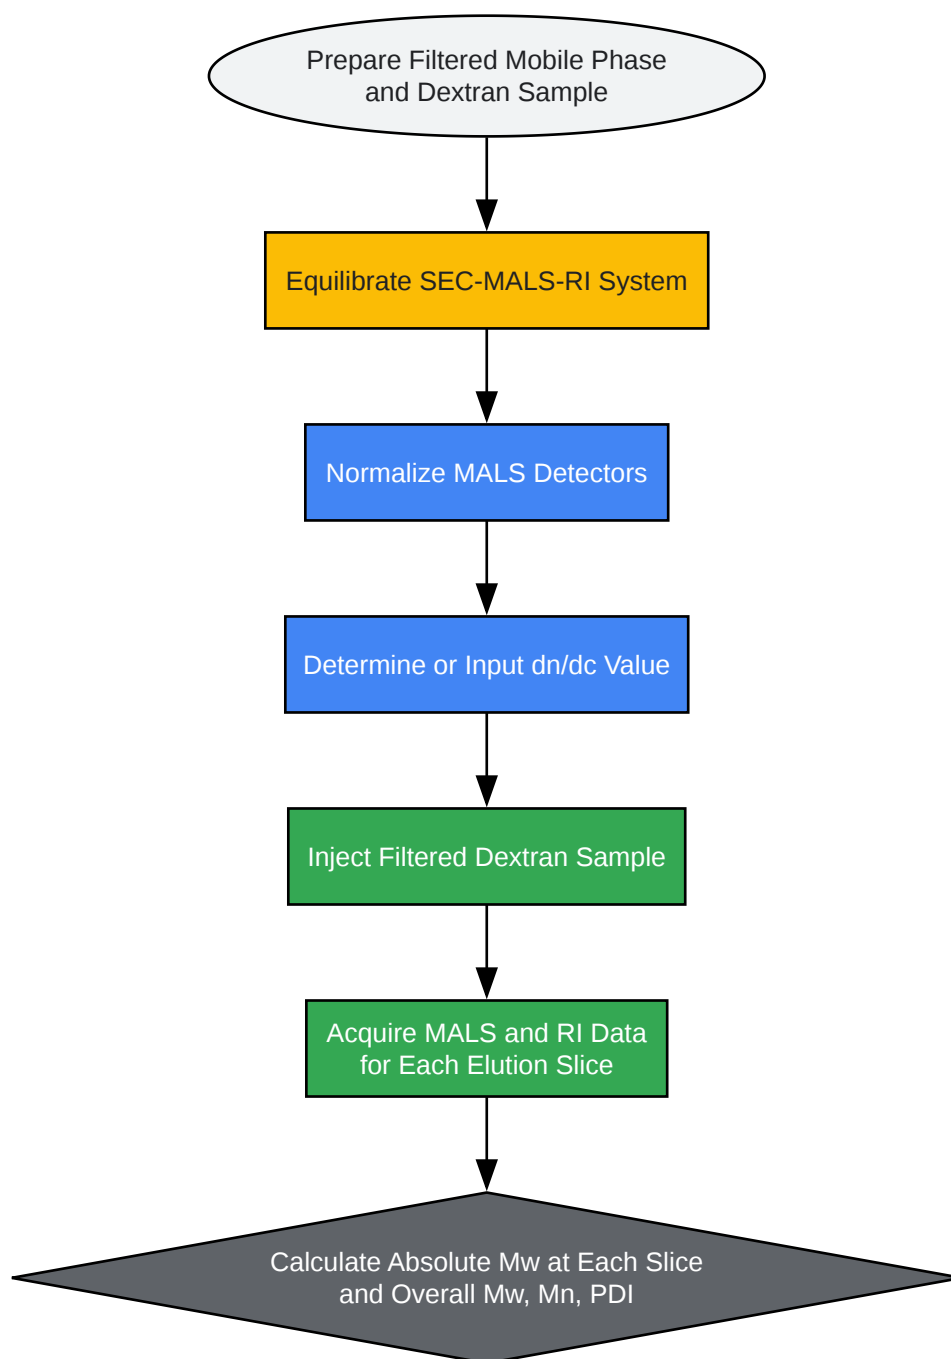 Prepare Filtered Mobile Phase
and Dextran Sample
Equilibrate SEC-MALS-RI System
Normalize MALS Detectors
Determine or Input dn/dc Value
Inject Filtered Dextran Sample
Acquire MALS and RI Data
for Each Elution Slice
Calculate Absolute Mw at Each Slice
and Overall Mw, Mn, PDI